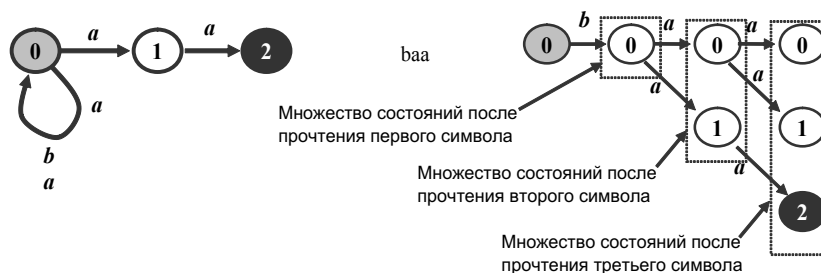 0 a 1 a 2
a
b
a
baa
0 b 0 a 0 a 0
a a
Множество состояний после
прочтения первого символа
1 1
Множество состояний после
прочтения второго символа
a
2
Множество состояний после
прочтения третьего символа